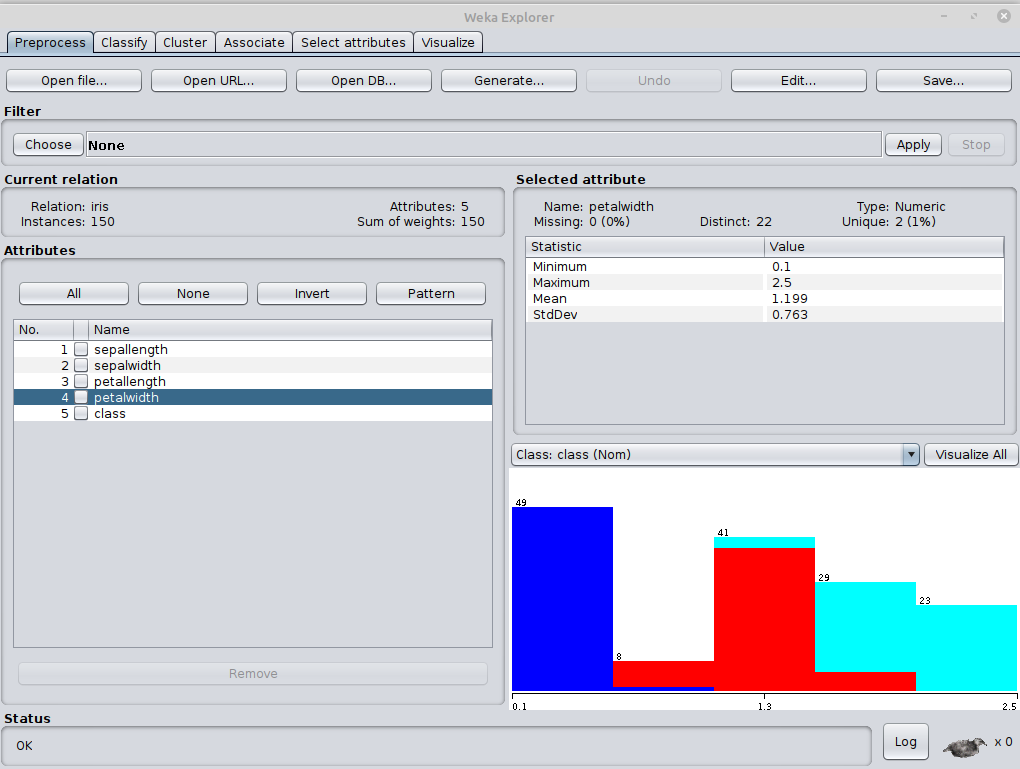 Weka Explorer
Preprocess Classify Cluster Associate Select attributes Visualize
Open file... Open URL... Open DB... Generate... Undo Edit... Save...
Filter
Choose None Apply Stop
Current relation
Relation: iris Attributes: 5
Instances: 150 Sum of weights: 150
Attributes
All None Invert Pattern
No. Name
1 sepallength
2 sepalwidth
3 petallength
4 petalwidth
5 class
Remove
Selected attribute
Name: petalwidth Type: Numeric
Missing: 0 (0%) Distinct: 22 Unique: 2 (1%)
Statistic Value
Minimum 0.1
Maximum 2.5
Mean 1.199
StdDev 0.763
Class: class (Nom) Visualize All
49
41
29
23
8
0.1 1.3 2.5
Status
OK Log x 0